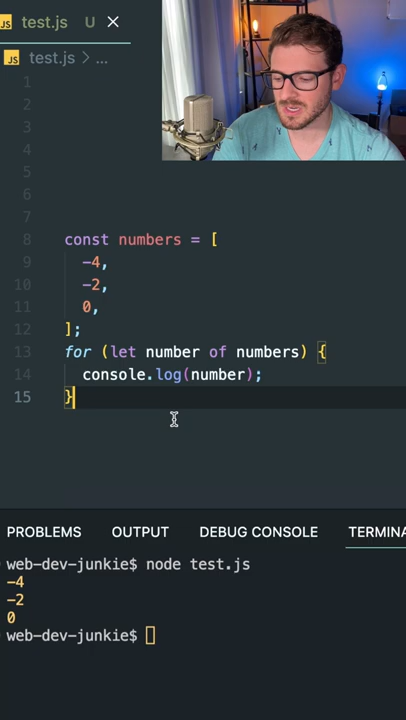 JS test.js U
JS test.js > ...
1
2
3
4
5
6
7
8 const numbers = [
9 -4,
10 -2,
11 0,
12 ];
13 for (let number of numbers) {
14 console.log(number);
15 }
PROBLEMS OUTPUT DEBUG CONSOLE TERMINA
web-dev-junkie$ node test.js
-4
-2
0
web-dev-junkie$